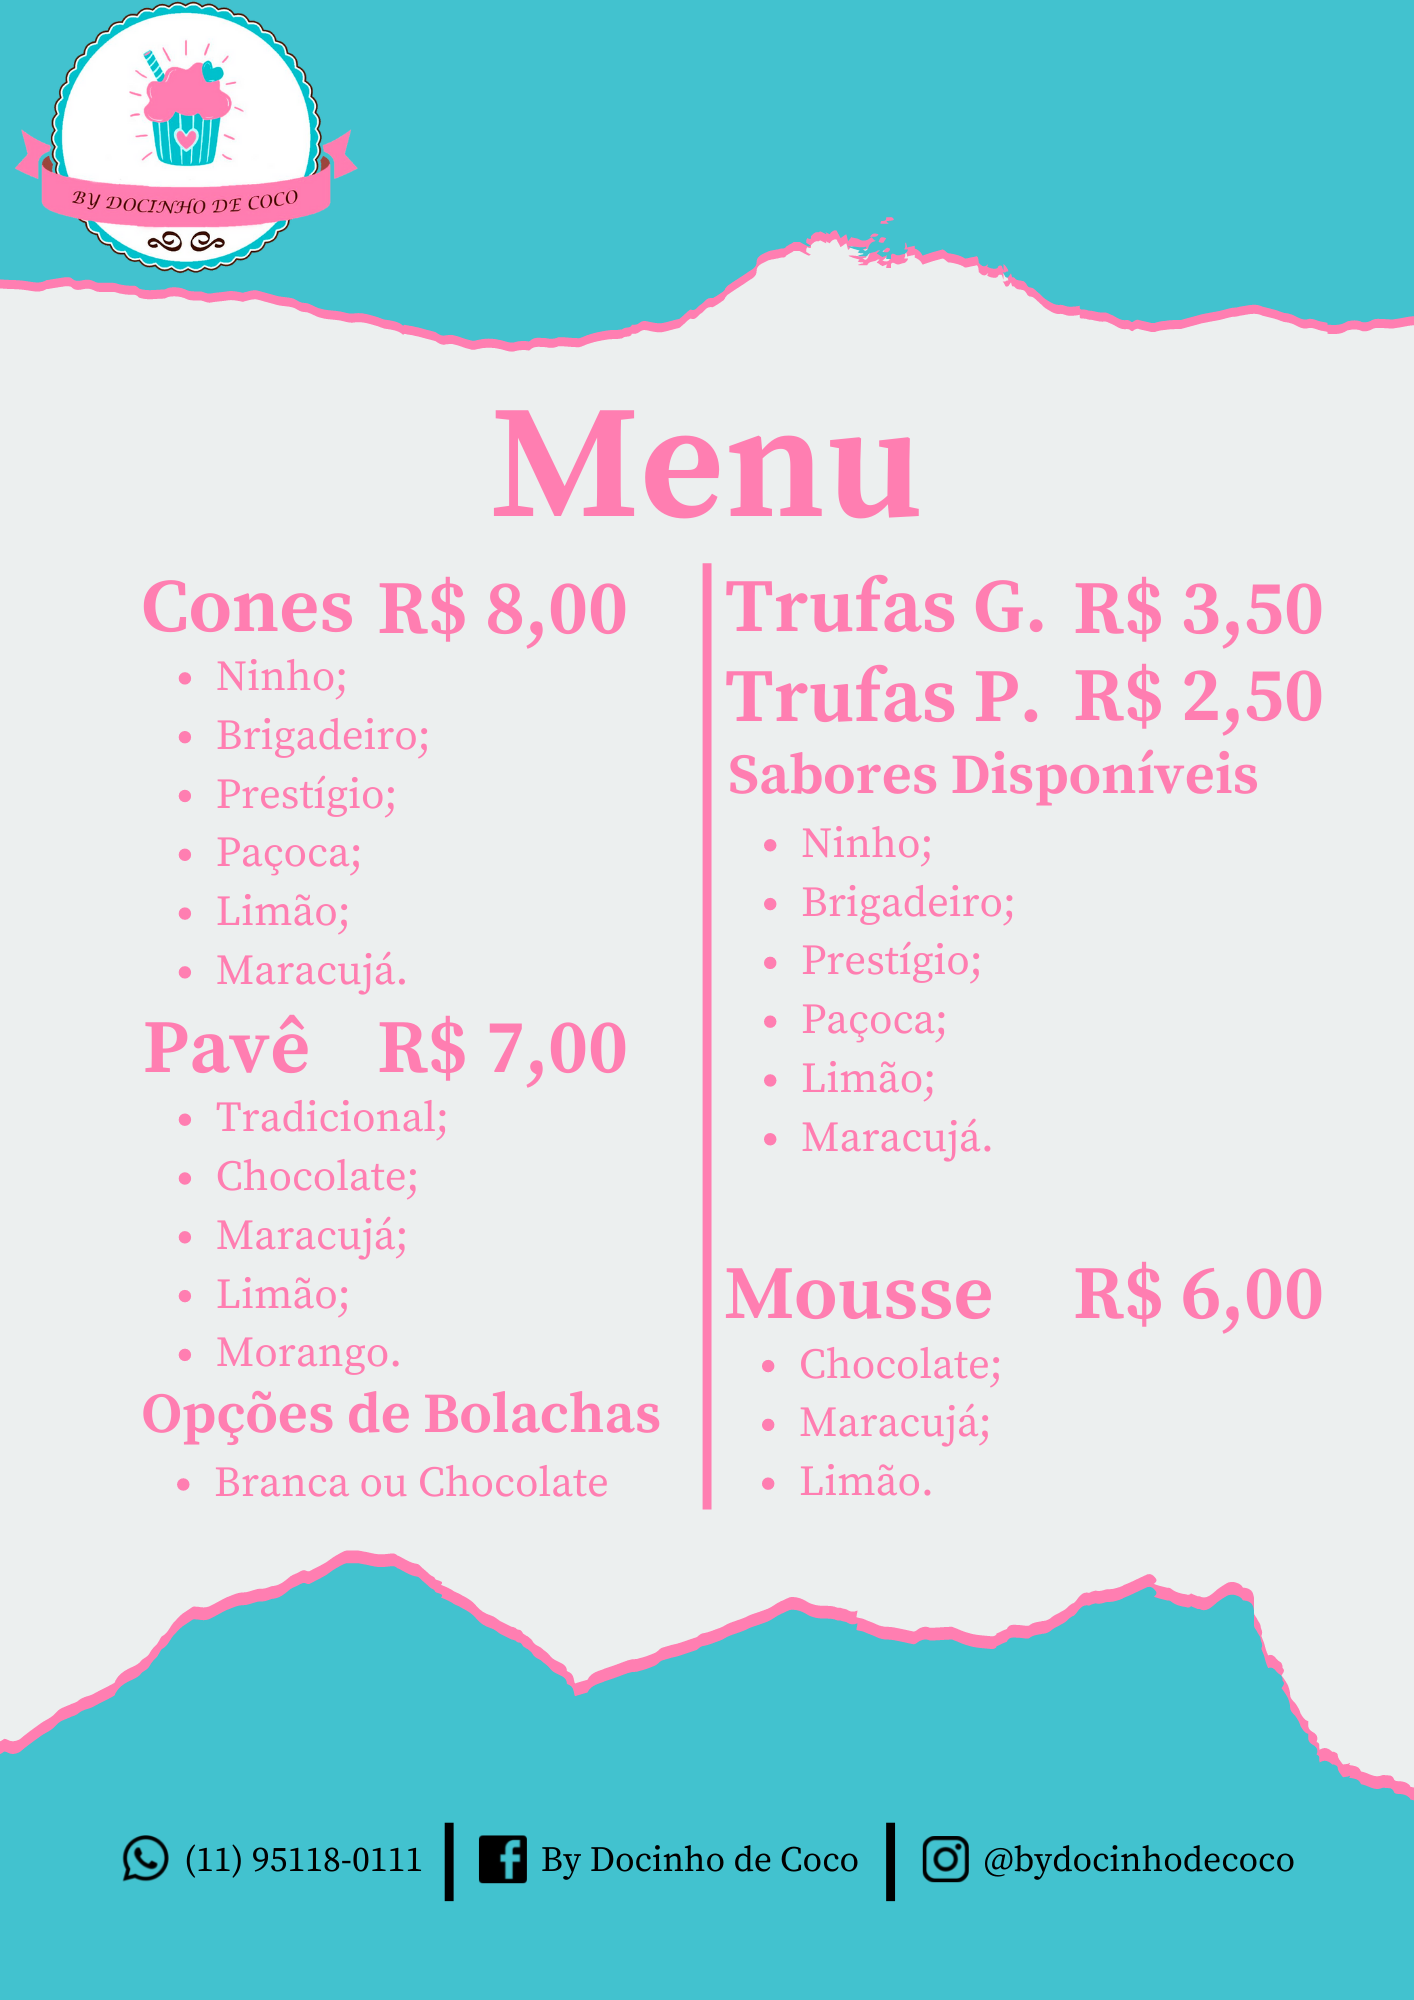 BY DOCINHO DE COCO
Menu
Cones R$ 8,00
• Ninho;
• Brigadeiro;
• Prestígio;
• Paçoca;
• Limão;
• Maracujá.
Pavê R$ 7,00
• Tradicional;
• Chocolate;
• Maracujá;
• Limão;
• Morango.
Opções de Bolachas
• Branca ou Chocolate
Trufas G. R$ 3,50
Trufas P. R$ 2,50
Sabores Disponíveis
• Ninho;
• Brigadeiro;
• Prestígio;
• Paçoca;
• Limão;
• Maracujá.
Mousse R$ 6,00
• Chocolate;
• Maracujá;
• Limão.
(11) 95118-0111 By Docinho de Coco @bydocinhodecoco